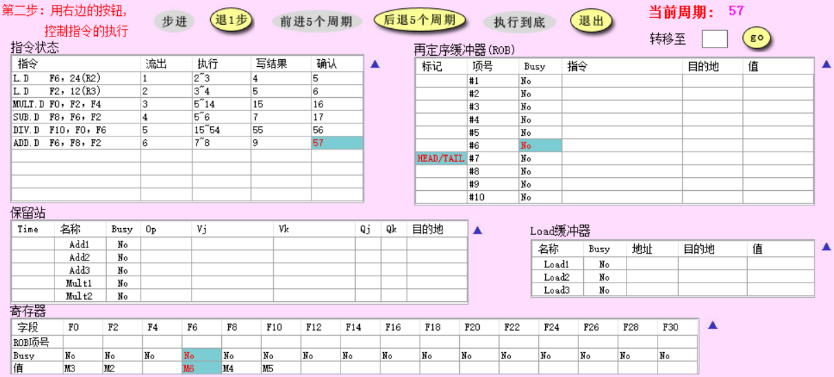 第二步：用右边的按钮，
控制指令的执行
步进 退1步 前进5个周期 后退5个周期 执行到底 退出
当前周期： 57
转移至 go
指令状态
指令 流出 执行 写结果 确认
L.D F6, 24(R2) 1 2~3 4 5
L.D F2, 12(R3) 2 3~4 5 6
MULT.D F0, F2, F4 3 5~14 15 16
SUB.D F8, F6, F2 4 5~6 7 17
DIV.D F10, F0, F6 5 15~54 55 56
ADD.D F6, F8, F2 6 7~8 9 57
再定序缓冲器(ROB)
标记 项号 Busy 指令 目的地 值
#1 No
#2 No
#3 No
#4 No
#5 No
#6 No
HEAD/TAIL #7 No
#8 No
#9 No
#10 No
保留站
Time 名称 Busy Op Vj Vk Qj Qk 目的地
Add1 No
Add2 No
Add3 No
Mult1 No
Mult2 No
Load缓冲器
名称 Busy 地址 目的地 值
Load1 No
Load2 No
Load3 No
寄存器
字段 F0 F2 F4 F6 F8 F10 F12 F14 F16 F18 F20 F22 F24 F26 F28 F30
ROB项号
Busy No No No No No No No No No No No No No No No No
值 M3 M2 M6 M4 M5